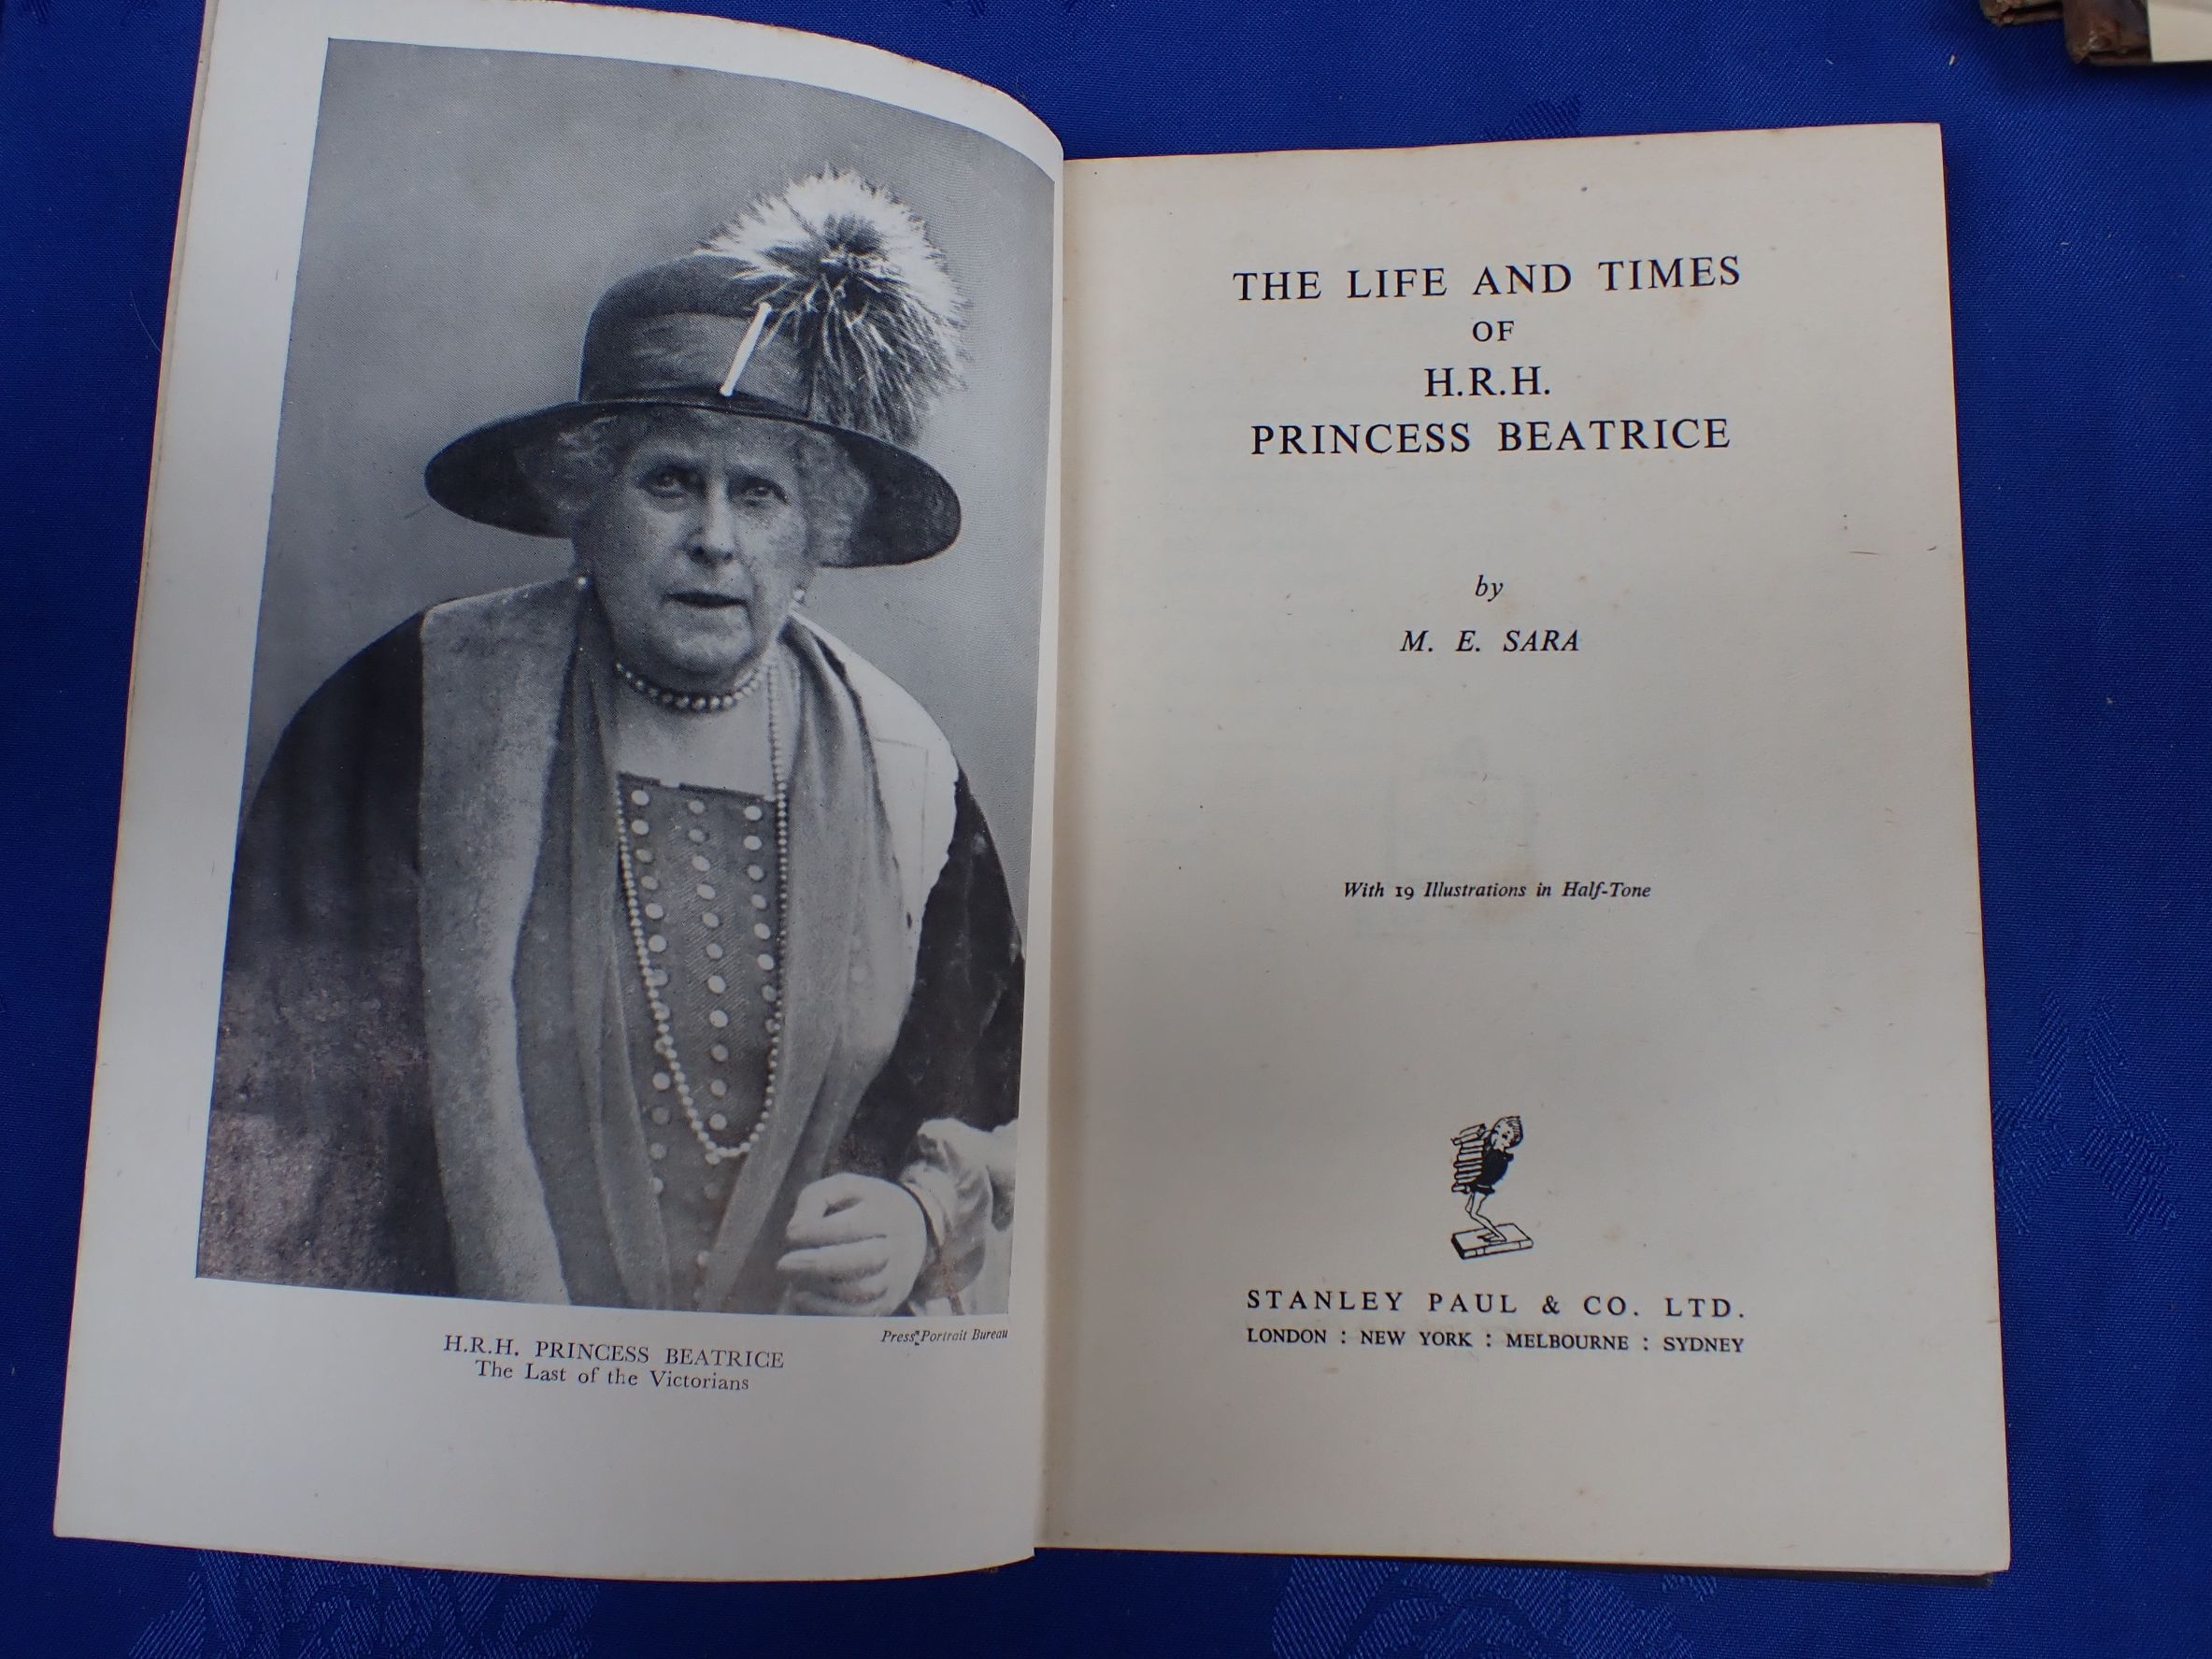 H.R.H. PRINCESS BEATRICE
The Last of the Victorians
Press Portrait Bureau
THE LIFE AND TIMES
OF
H.R.H.
PRINCESS BEATRICE
by
M. E. SARA
With 19 Illustrations in Half-Tone
STANLEY PAUL & CO. LTD.
LONDON : NEW YORK : MELBOURNE : SYDNEY